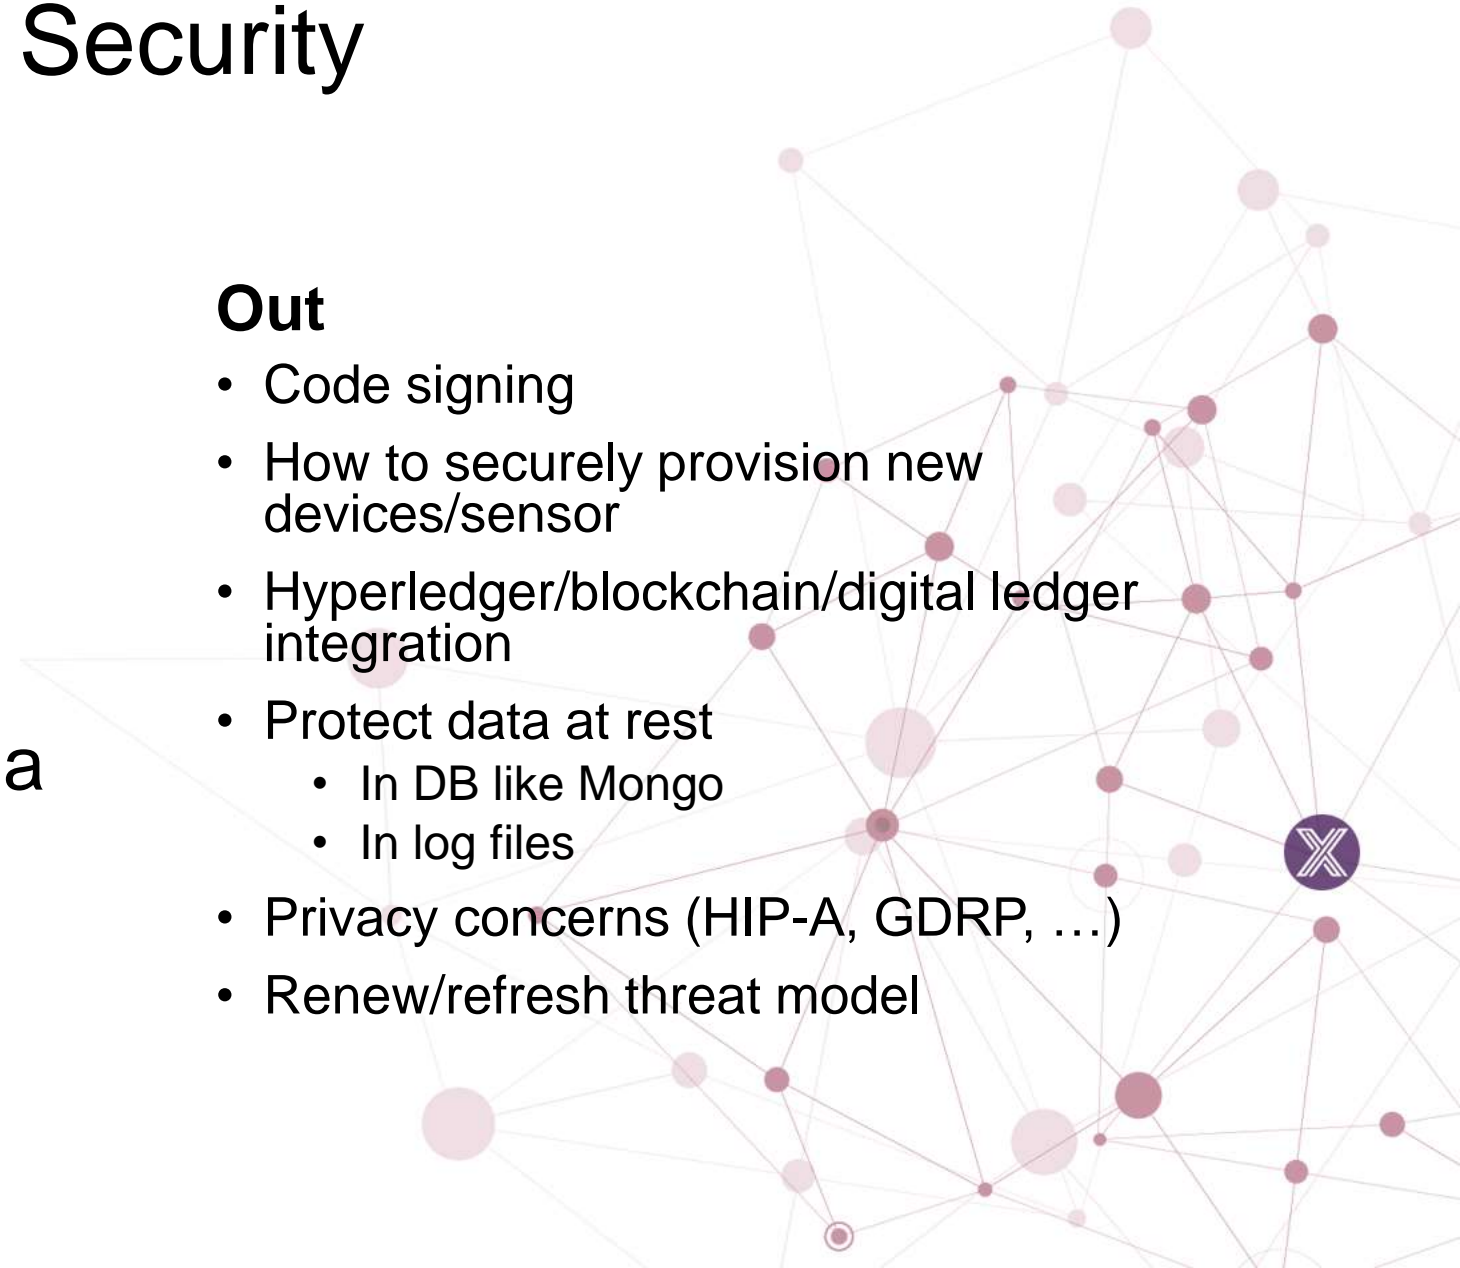 Security
Out
• Code signing
• How to securely provision new
devices/sensor
• Hyperledger/blockchain/digital ledger
integration
• Protect data at rest
a
• In DB like Mongo
• In log files
• Privacy concerns (HIP-A, GDRP, …)
• Renew/refresh threat model